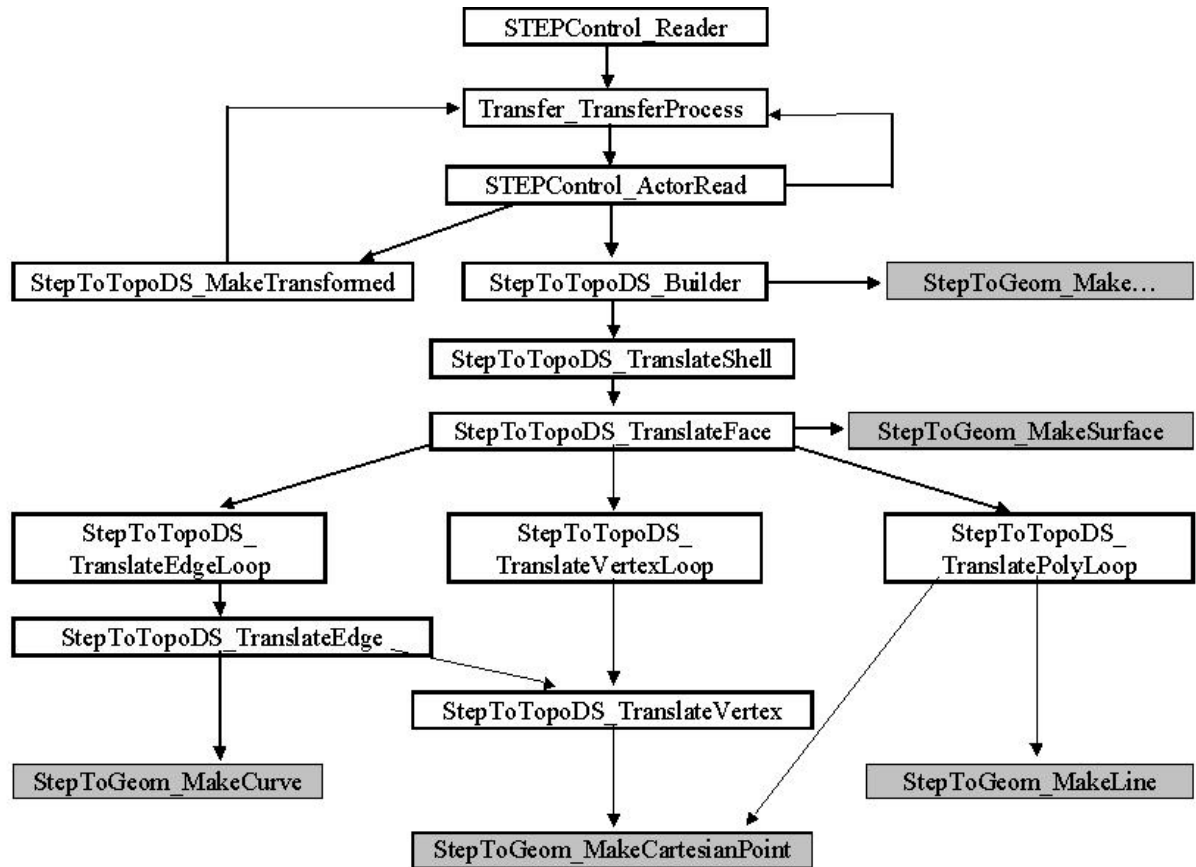 STEPControl_Reader
Transfer_TransferProcess
STEPControl_ActorRead
StepToTopoDS_MakeTransformed
StepToTopoDS_Builder
StepToGeom_Make…
StepToTopoDS_TranslateShell
StepToTopoDS_TranslateFace
StepToGeom_MakeSurface
StepToTopoDS_
TranslateEdgeLoop
StepToTopoDS_
TranslateVertexLoop
StepToTopoDS_
TranslatePolyLoop
StepToTopoDS_TranslateEdge
StepToTopoDS_TranslateVertex
StepToGeom_MakeCurve
StepToGeom_MakeLine
StepToGeom_MakeCartesianPoint